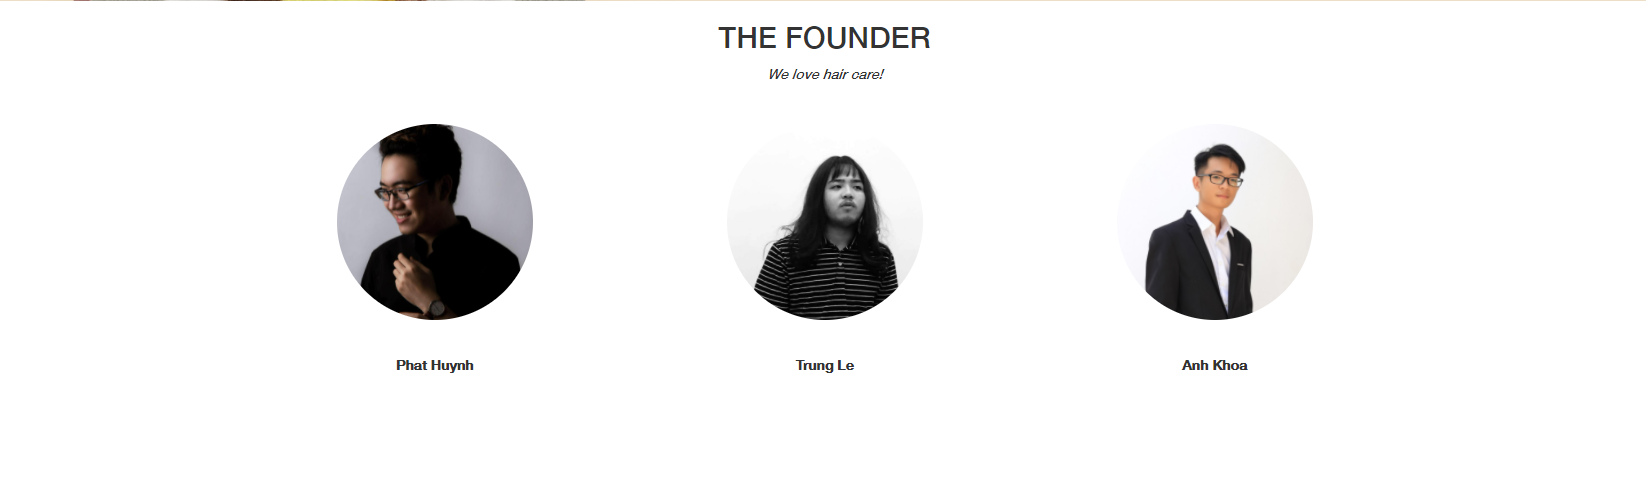 THE FOUNDER
We love hair care!
Phat Huynh
Trung Le
Anh Khoa